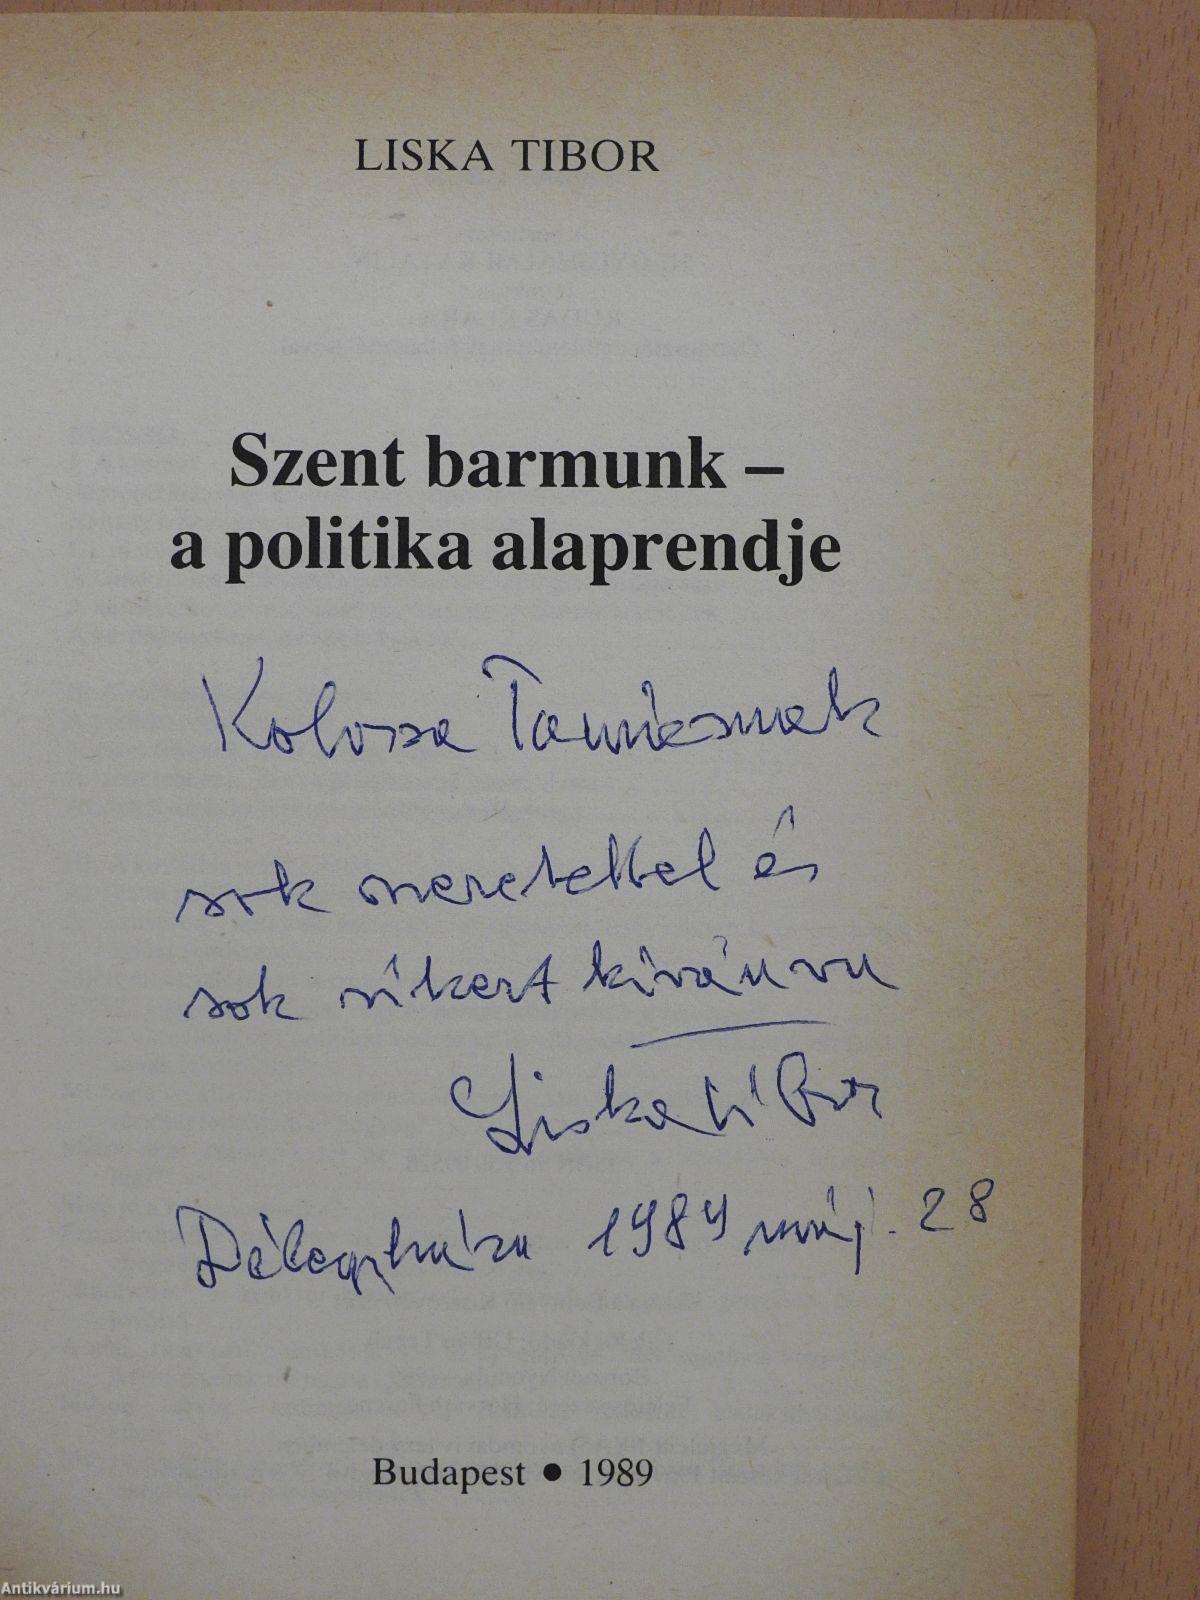 LISKA TIBOR
Szent barmunk –
a politika alaprendje
Kolossa Tamásnak
sok szeretettel és
sok sikert kívánva
Liska Tibor
Délegyháza 1989 máj. 28
Budapest • 1989
Antikvárium.hu